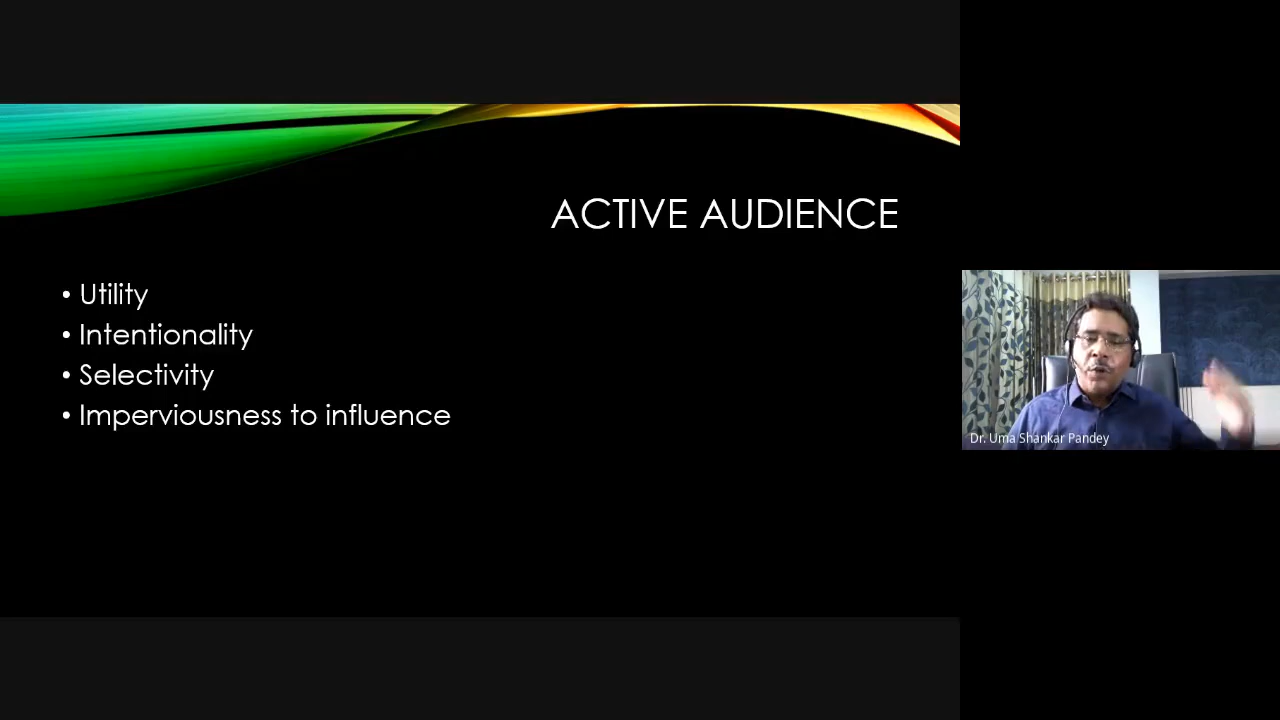 ACTIVE AUDIENCE
• Utility
• Intentionality
• Selectivity
• Imperviousness to influence
Dr. Uma Shankar Pandey